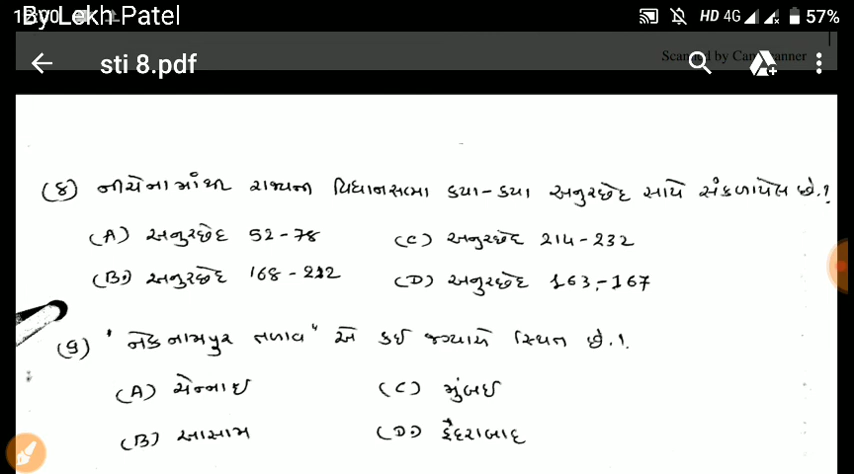 By Lekh Patel
HD 4G 57%
sti 8.pdf
Scanned by CamScanner
(૪) નીચેનામાંથી રાજ્યની વિધાનસભા કયા-કયા અનુચ્છેદ સાથે સંકળાયેલ છે.?
(A) અનુચ્છેદ 52-78
(C) અનુચ્છેદ 214-232
(B) અનુચ્છેદ 168-212
(D) અનુચ્છેદ 163-167
(૬) "નેકનામપુર તળાવ" એ કઈ જગ્યાએ સ્થિત છે.?
(A) ચેન્નાઈ
(C) મુંબઈ
(B) આસામ
(D) હૈદરાબાદ